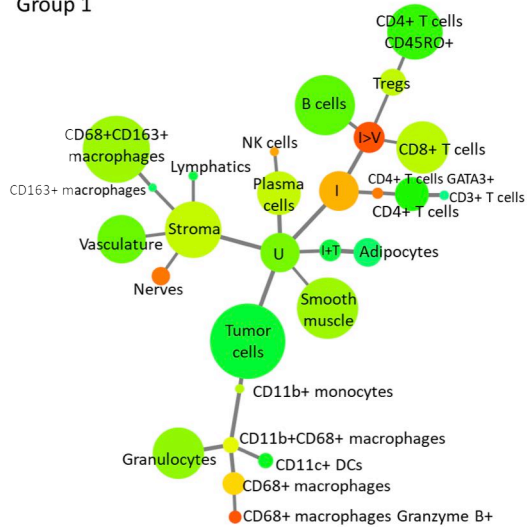 Group 1
CD4+ T cells
CD45RO+
Tregs
B cells
I>V
CD8+ T cells
NK cells
CD68+CD163+
macrophages
Lymphatics
CD163+ macrophages
Plasma
cells
I
CD4+ T cells GATA3+
CD3+ T cells
CD4+ T cells
Stroma
Vasculature
U
I+T
Adipocytes
Nerves
Smooth
muscle
Tumor
cells
CD11b+ monocytes
CD11b+CD68+ macrophages
Granulocytes
CD11c+ DCs
CD68+ macrophages
CD68+ macrophages Granzyme B+